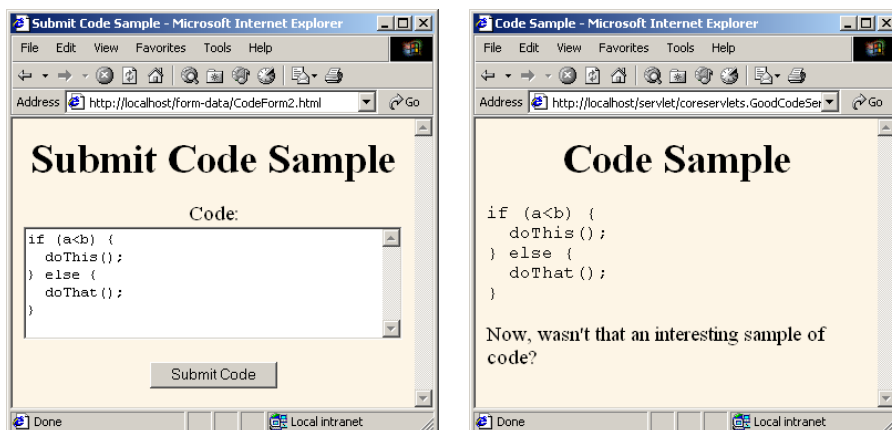 Submit Code Sample - Microsoft Internet Explorer
File Edit View Favorites Tools Help
Address http://localhost/form-data/CodeForm2.html Go
Submit Code Sample
Code:
if (a<b) {
  doThis();
} else {
  doThat();
}
Submit Code
Done Local intranet
Code Sample - Microsoft Internet Explorer
File Edit View Favorites Tools Help
Address http://localhost/servlet/coreservlets.GoodCodeSer Go
Code Sample
if (a<b) {
  doThis();
} else {
  doThat();
}
Now, wasn't that an interesting sample of
code?
Done Local intranet